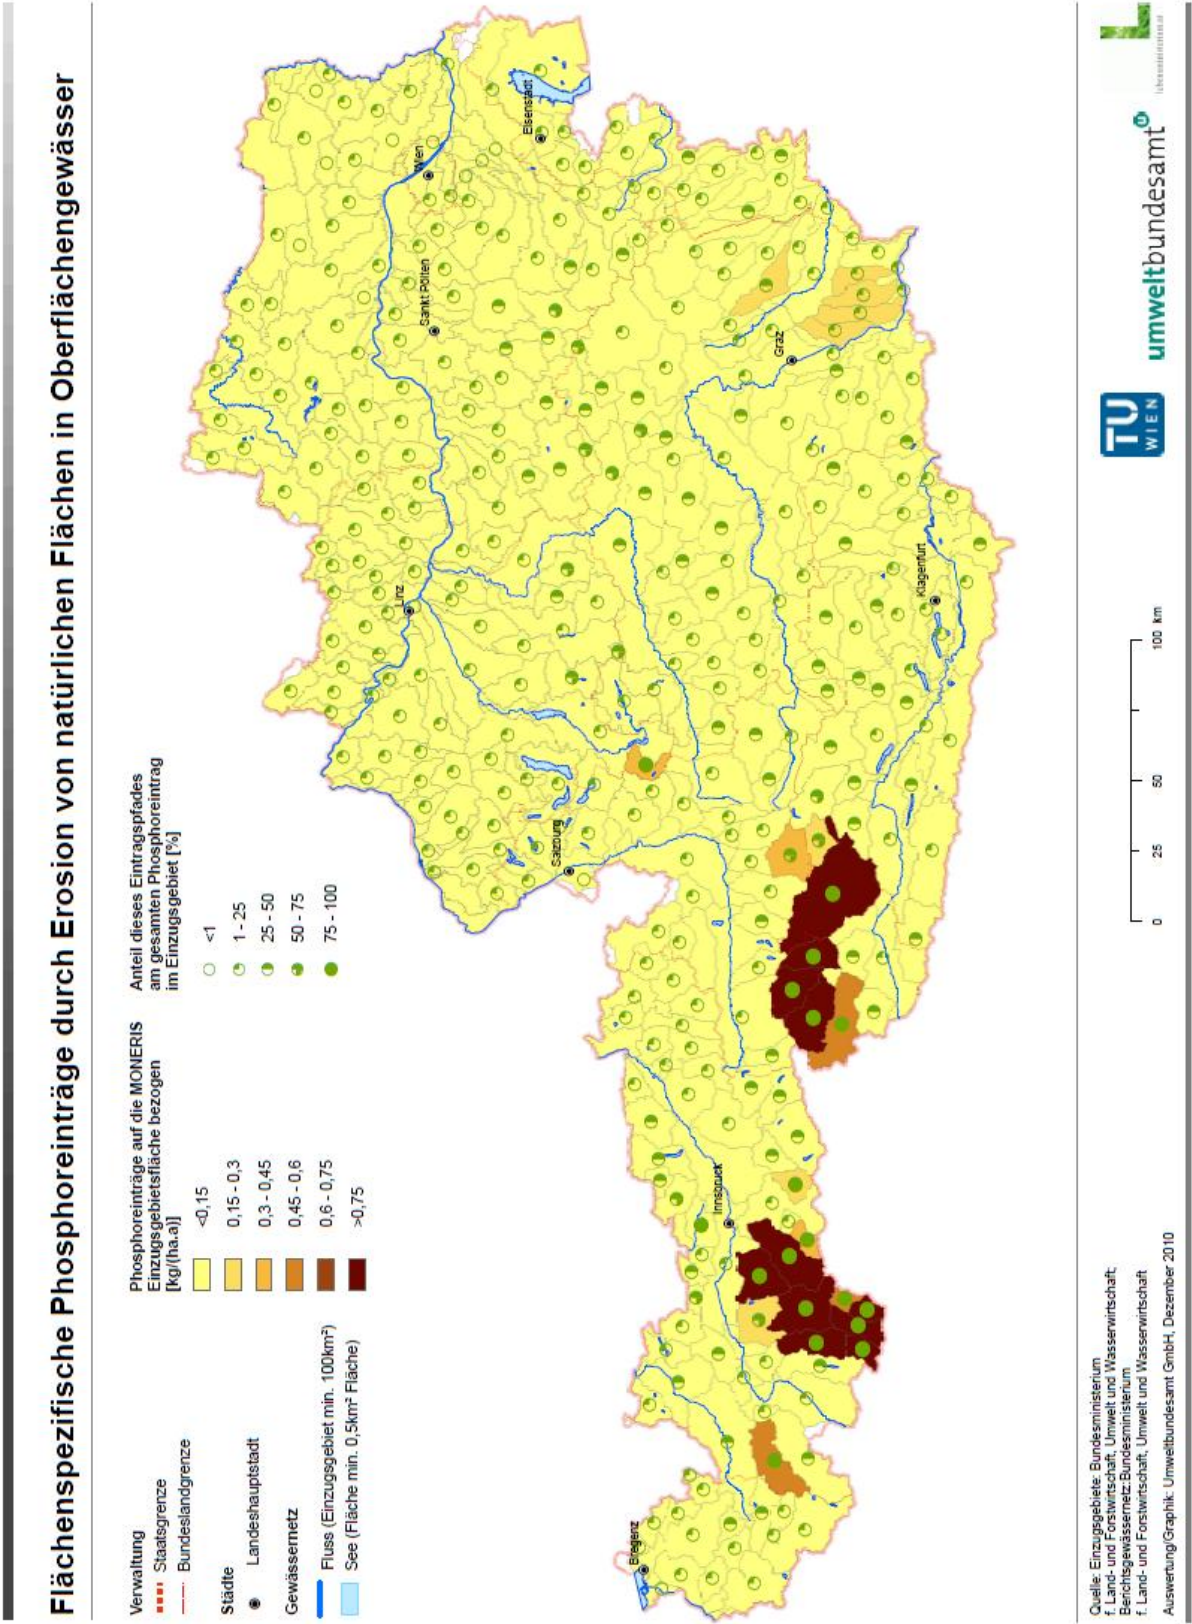 Flächenspezifische Phosphoreinträge durch Erosion von natürlichen Flächen in Oberflächengewässer
Verwaltung
Staatsgrenze
Bundeslandgrenze
Städte
Landeshauptstadt
Gewässernetz
Fluss (Einzugsgebiet min. 100km²)
See (Fläche min. 0,5km² Fläche)
Phosphoreinträge auf die MONERIS
Einzugsgebietsfläche bezogen
[kg/(ha.a)]
<0,15
0,15 - 0,3
0,3 - 0,45
0,45 - 0,6
0,6 - 0,75
>0,75
Anteil dieses Eintragspfades
am gesamten Phosphoreintrag
im Einzugsgebiet [%]
<1
1 - 25
25 - 50
50 - 75
75 - 100
Bregenz
Innsbruck
Salzburg
Linz
Sankt Pölten
Wien
Eisenstadt
Graz
Klagenfurt
0 25 50 100 km
Quelle: Einzugsgebiete: Bundesministerium
f. Land- und Forstwirtschaft, Umwelt und Wasserwirtschaft;
Berichtsgewässernetz:Bundesministerium
f. Land- und Forstwirtschaft, Umwelt und Wasserwirtschaft
Auswertung/Graphik: Umweltbundesamt GmbH, Dezember 2010
TU
WIEN
umweltbundesamt